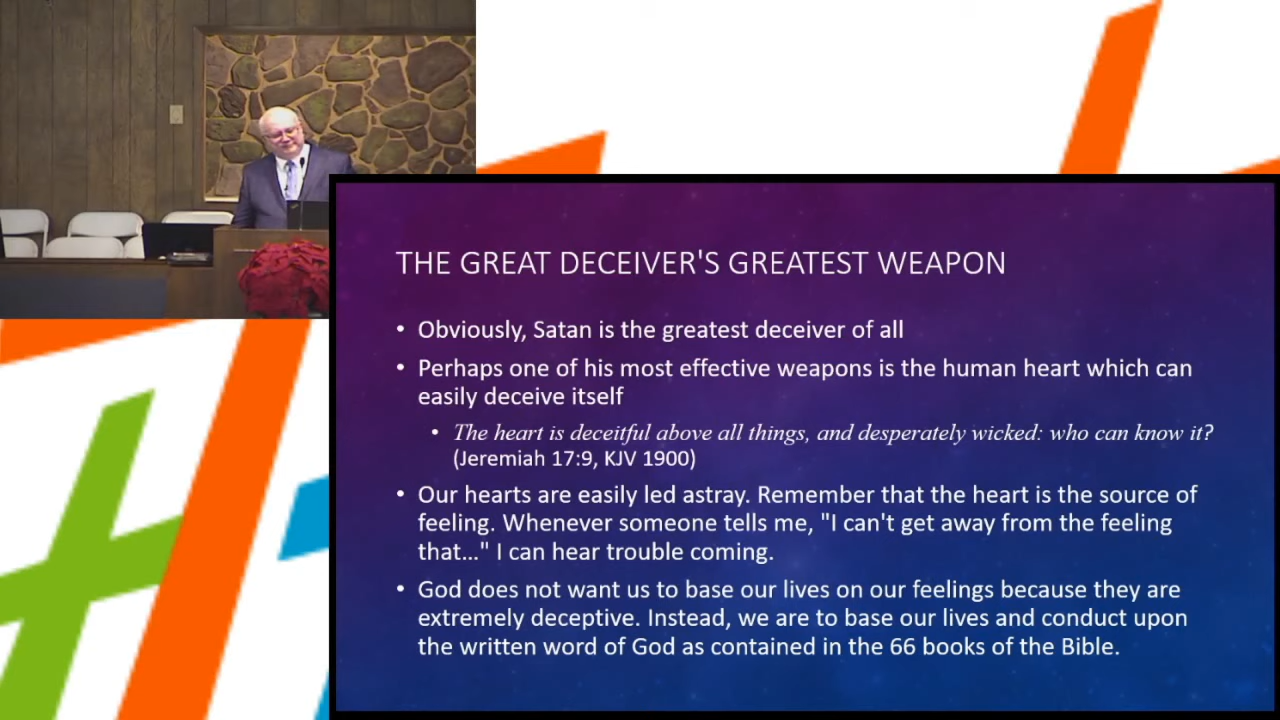 THE GREAT DECEIVER'S GREATEST WEAPON
• Obviously, Satan is the greatest deceiver of all
• Perhaps one of his most effective weapons is the human heart which can
easily deceive itself
• The heart is deceitful above all things, and desperately wicked: who can know it?
(Jeremiah 17:9, KJV 1900)
• Our hearts are easily led astray. Remember that the heart is the source of
feeling. Whenever someone tells me, "I can't get away from the feeling
that…" I can hear trouble coming.
• God does not want us to base our lives on our feelings because they are
extremely deceptive. Instead, we are to base our lives and conduct upon
the written word of God as contained in the 66 books of the Bible.